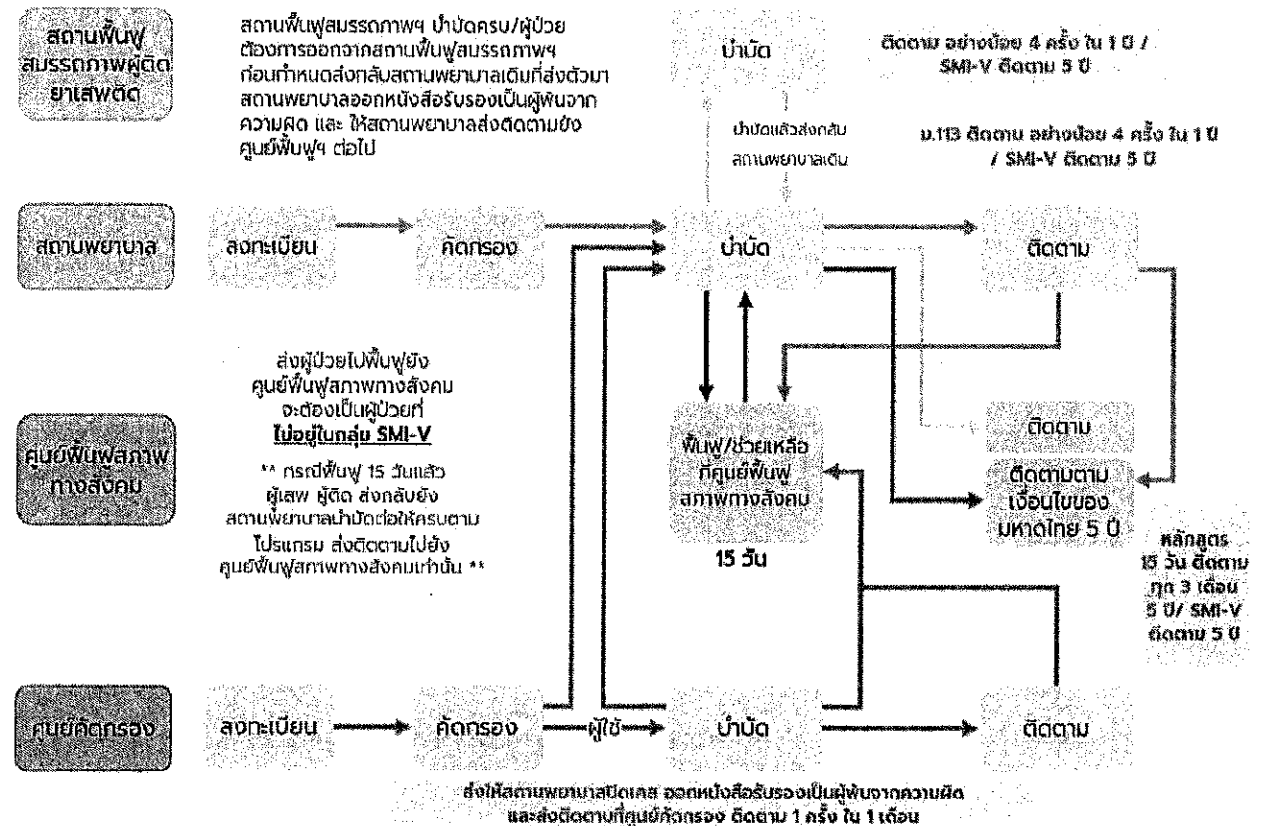 สถานฟื้นฟู
สมรรถภาพผู้ติด
ยาเสพติด
สถานฟื้นฟูสมรรถภาพฯ บำบัดครบ/ผู้ป่วย
ต้องการออกจากสถานฟื้นฟูสมรรถภาพฯ
ก่อนกำหนดส่งกลับสถานพยาบาลเดิมที่ส่งตัวมา
สถานพยาบาลออกหนังสือรับรองเป็นผู้พ้นจาก
ความผิด และ ให้สถานพยาบาลส่งติดตามยัง
ศูนย์ฟื้นฟูฯ ต่อไป
บำบัด
ติดตาม อย่างน้อย 4 ครั้ง ใน 1 ปี /
SMI-V ติดตาม 5 ปี
บำบัดแล้วส่งกลับ
สถานพยาบาลเดิม
ม.113 ติดตาม อย่างน้อย 4 ครั้ง ใน 1 ปี
/ SMI-V ติดตาม 5 ปี
สถานพยาบาล
ลงทะเบียน
คัดกรอง
บำบัด
ติดตาม
ส่งผู้ป่วยไปฟื้นฟูยัง
ศูนย์ฟื้นฟูสภาพทางสังคม
จะต้องเป็นผู้ป่วยที่
ไม่อยู่ในกลุ่ม SMI-V
** กรณีฟื้นฟู 15 วันแล้ว
ผู้เสพ ผู้ติด ส่งกลับยัง
สถานพยาบาลบำบัดต่อให้ครบตาม
โปรแกรม ส่งติดตามไปยัง
ศูนย์ฟื้นฟูสภาพทางสังคมเท่านั้น **
ศูนย์ฟื้นฟูสภาพ
ทางสังคม
ฟื้นฟู/ช่วยเหลือ
ที่ศูนย์ฟื้นฟู
สภาพทางสังคม
15 วัน
ติดตาม
ติดตามตาม
เงื่อนไขของ
มหาดไทย 5 ปี
หลักสูตร
15 วัน ติดตาม
ทุก 3 เดือน
5 ปี/ SMI-V
ติดตาม 5 ปี
ศูนย์คัดกรอง
ลงทะเบียน
คัดกรอง
ผู้ใช้
บำบัด
ติดตาม
ส่งให้สถานพยาบาลปิดเคส ออกหนังสือรับรองเป็นผู้พ้นจากความผิด
และส่งติดตามที่ศูนย์คัดกรอง ติดตาม 1 ครั้ง ใน 1 เดือน